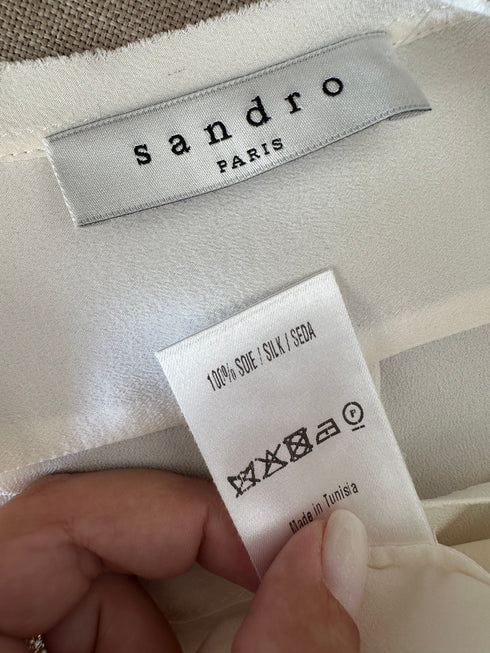 sandro
PARIS
100% SOIE / SILK / SEDA
P
Made in Tunisia